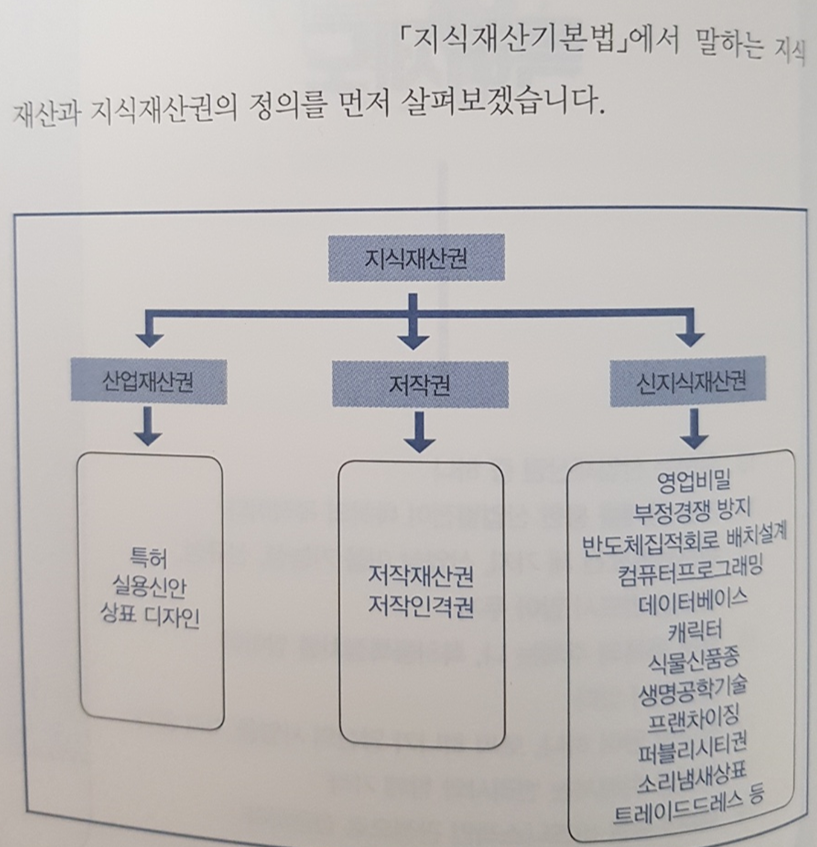 「지식재산기본법」에서 말하는 지식
재산과 지식재산권의 정의를 먼저 살펴보겠습니다.
지식재산권
산업재산권
저작권
신지식재산권
특허
실용신안
상표 디자인
저작재산권
저작인격권
영업비밀
부정경쟁 방지
반도체집적회로 배치설계
컴퓨터프로그래밍
데이터베이스
캐릭터
식물신품종
생명공학기술
프랜차이징
퍼블리시티권
소리냄새상표
트레이드드레스 등